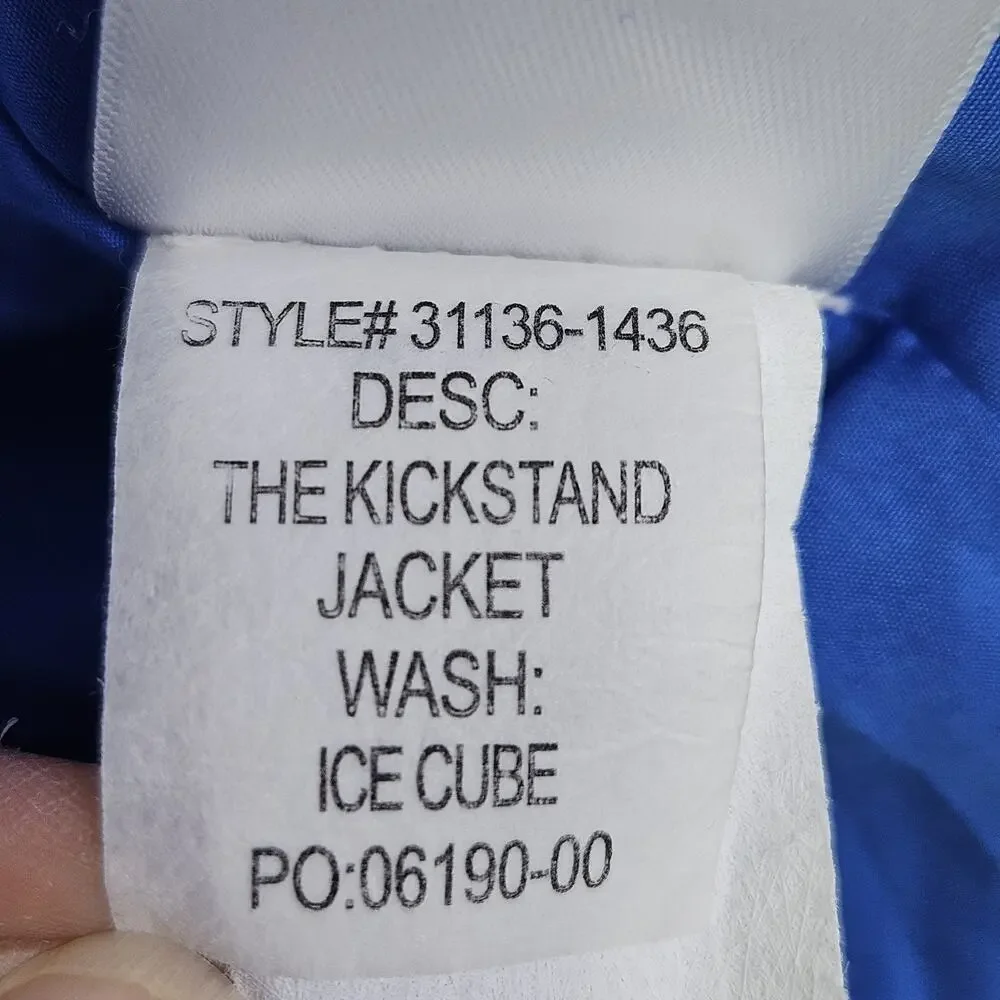 STYLE# 31136-1436
DESC:
THE KICKSTAND
JACKET
WASH:
ICE CUBE
PO:06190-00